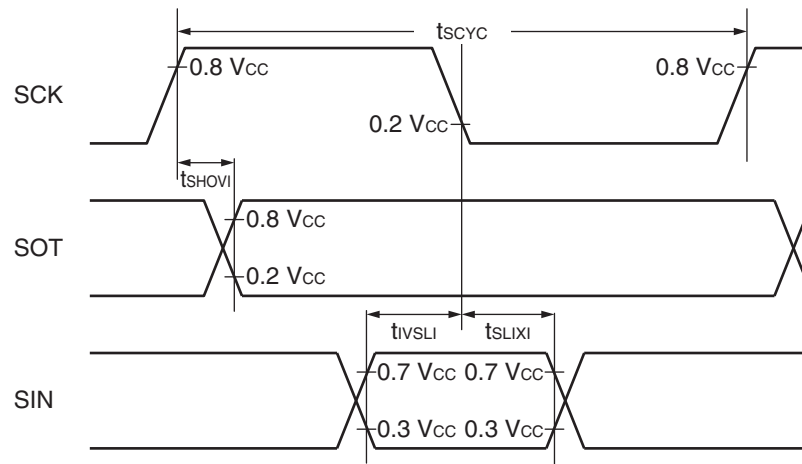 tSCYC
SCK
0.8 VCC
0.8 VCC
0.2 VCC
tSHOVI
SOT
0.8 VCC
0.2 VCC
tIVSLI
tSLIXI
SIN
0.7 VCC 0.7 VCC
0.3 VCC 0.3 VCC